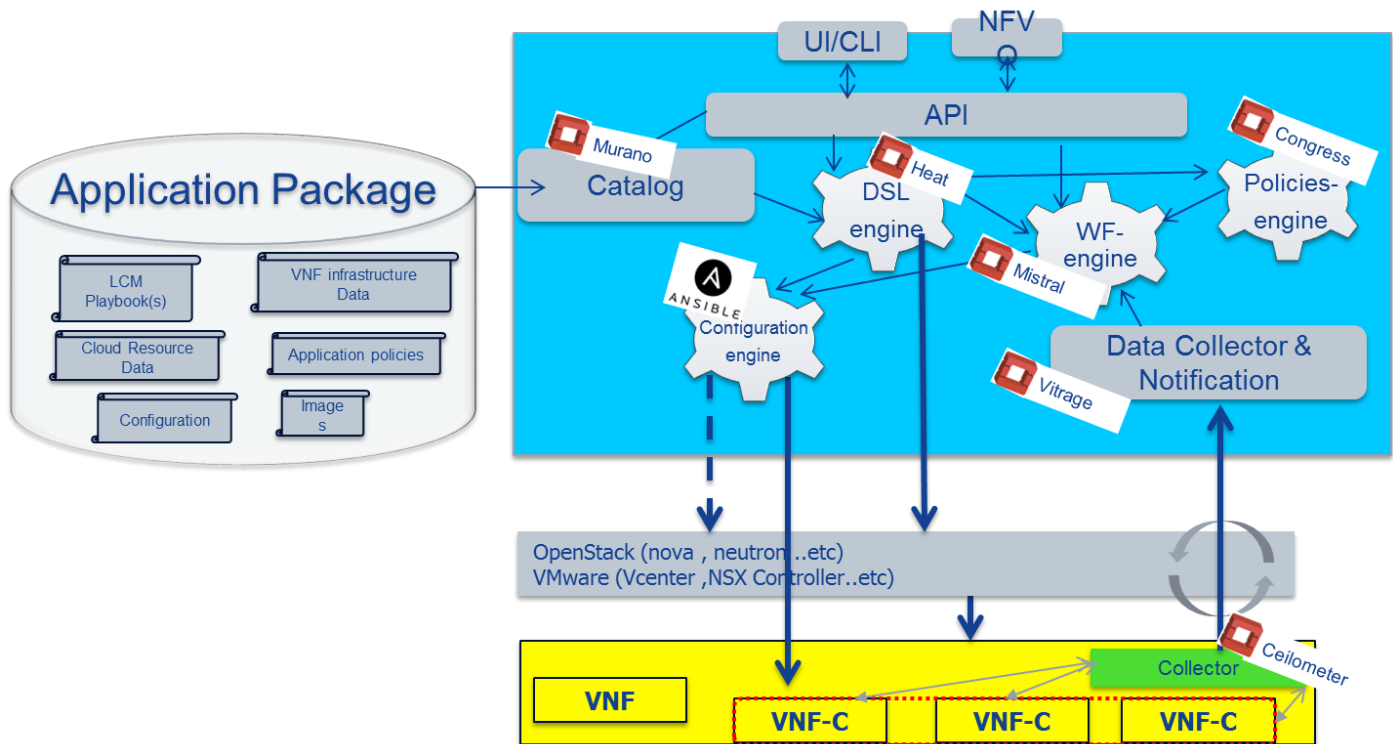 Application Package
LCM
Playbook(s)
VNF infrastructure
Data
Cloud Resource
Data
Application policies
Configuration
Image
s
UI/CLI
NFV
API
Murano
Catalog
Heat
DSL
engine
Congress
Policies-
engine
WF-
engine
Mistral
ANSIBLE
Configuration
engine
Data Collector &
Notification
Vitrage
OpenStack (nova , neutron...etc)
VMware (Vcenter ,NSX Controller..etc)
Ceilometer
Collector
VNF
VNF-C
VNF-C
VNF-C